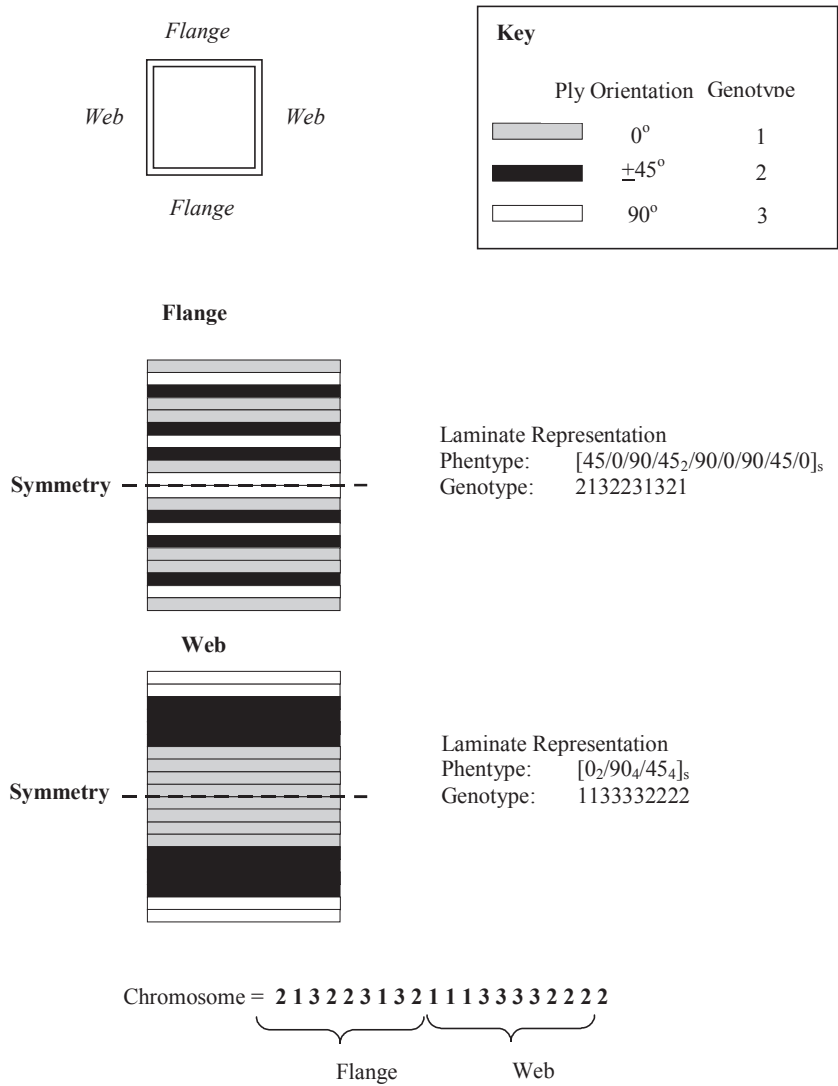 Flange
Web
Web
Flange
Key
Ply Orientation Genotype
0° 1
±45° 2
90° 3
Flange
Symmetry
Laminate Representation
Phentype: [45/0/90/45₂/90/0/90/45/0]ₛ
Genotype: 2132231321
Web
Symmetry
Laminate Representation
Phentype: [0₂/90₄/45₄]ₛ
Genotype: 1133332222
Chromosome = 2 1 3 2 2 3 1 3 2 1 1 1 3 3 3 3 2 2 2 2
Flange Web